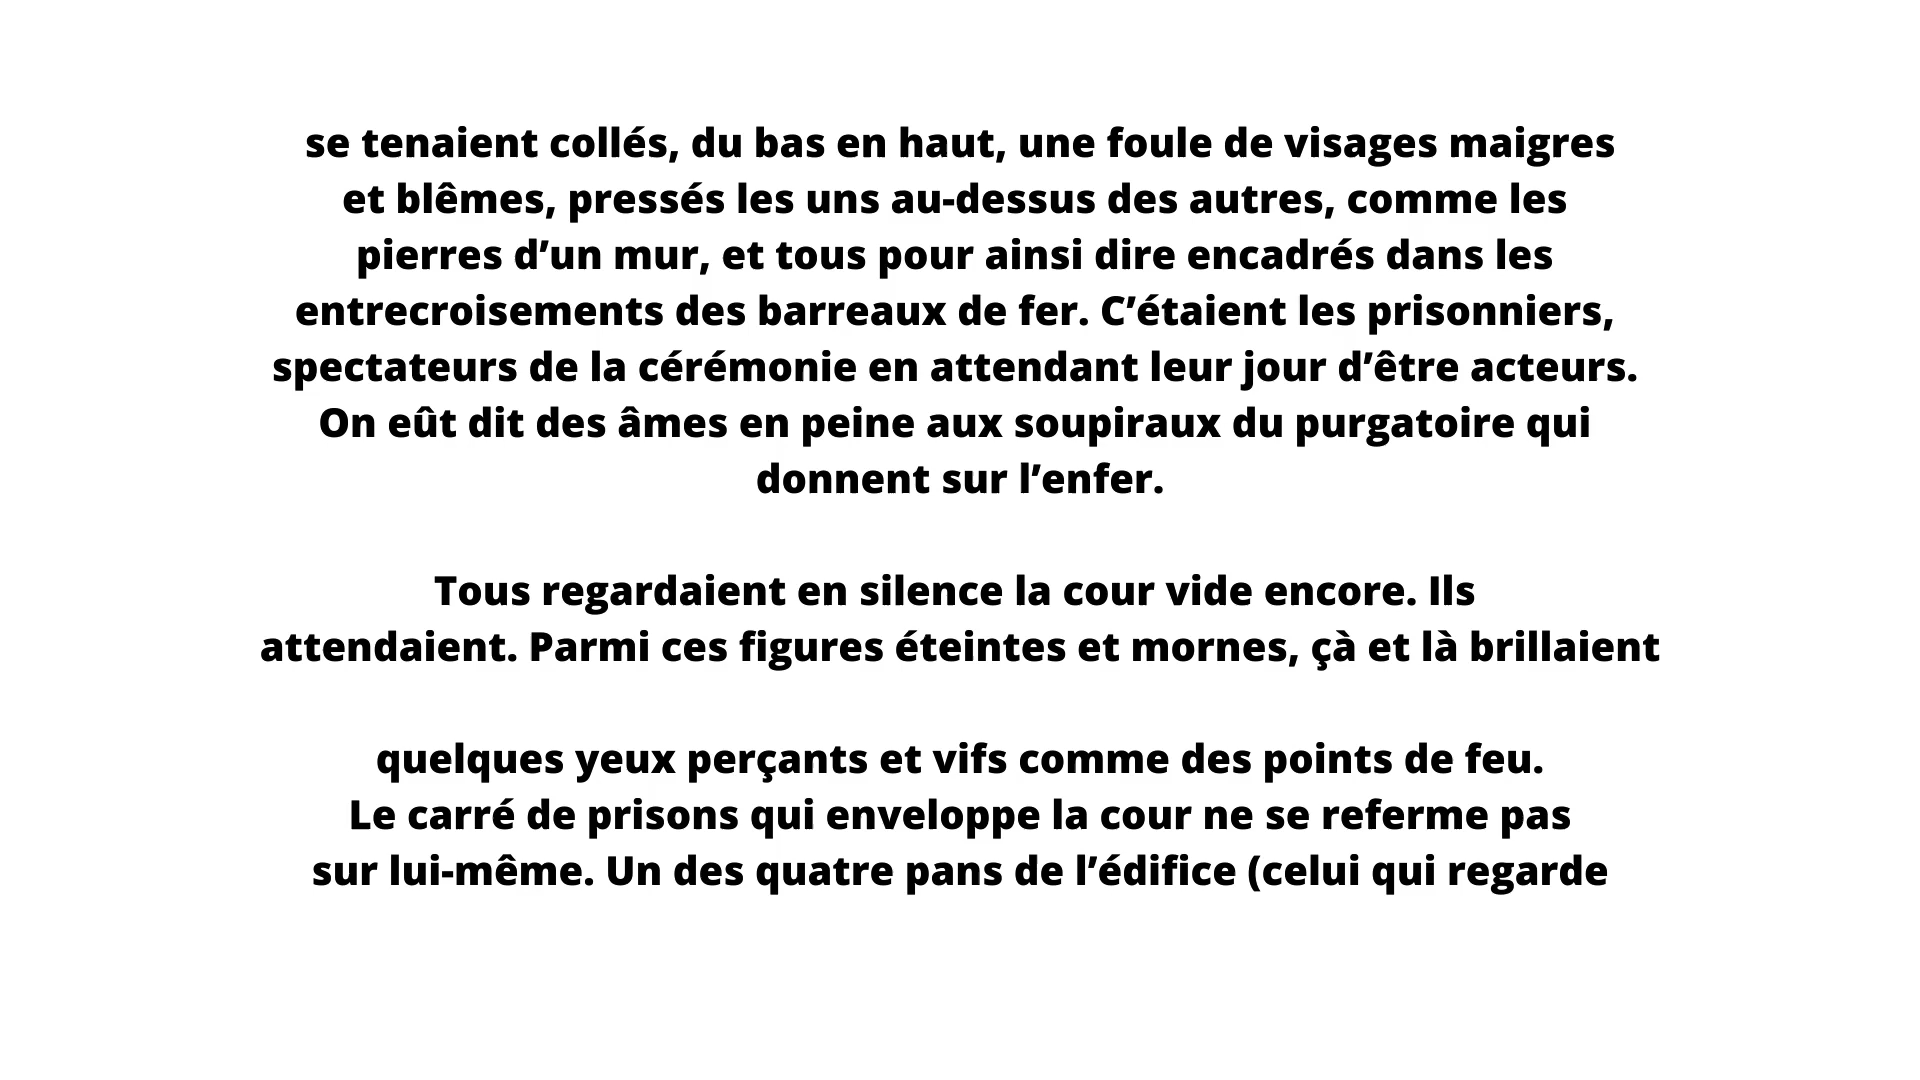 se tenaient collés, du bas en haut, une foule de visages maigres
et blêmes, pressés les uns au-dessus des autres, comme les
pierres d’un mur, et tous pour ainsi dire encadrés dans les
entrecroisements des barreaux de fer. C’étaient les prisonniers,
spectateurs de la cérémonie en attendant leur jour d’être acteurs.
On eût dit des âmes en peine aux soupiraux du purgatoire qui
donnent sur l’enfer.
Tous regardaient en silence la cour vide encore. Ils
attendaient. Parmi ces figures éteintes et mornes, çà et là brillaient
quelques yeux perçants et vifs comme des points de feu.
Le carré de prisons qui enveloppe la cour ne se referme pas
sur lui-même. Un des quatre pans de l’édifice (celui qui regarde